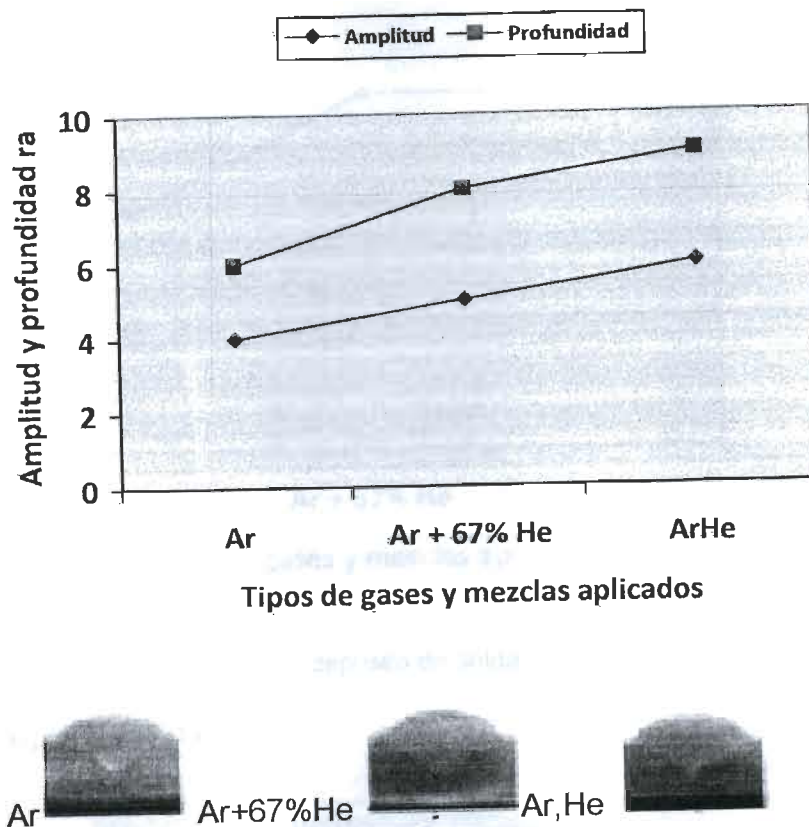 Amplitud Profundidad
Amplitud y profundidad ra
10
8
6
4
2
0
Ar Ar + 67% He ArHe
Tipos de gases y mezclas aplicados
Ar Ar+67%He Ar,He